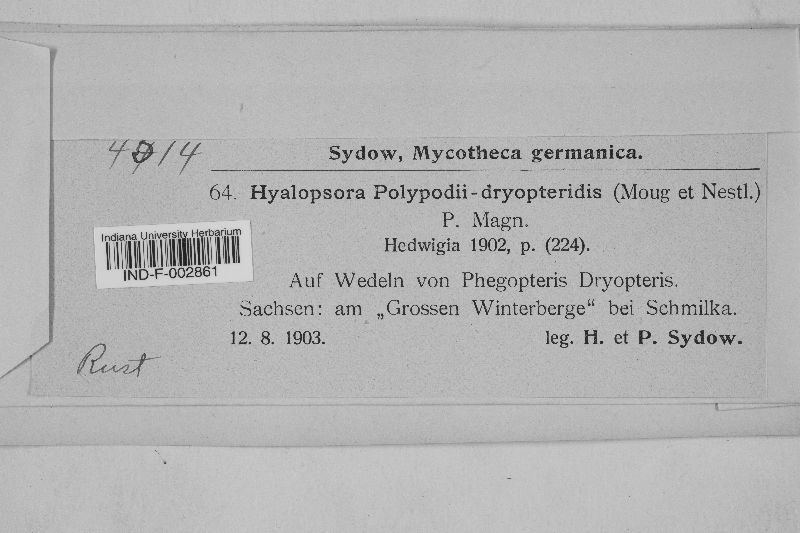 Sydow, Mycotheca germanica.
64. Hyalopsora Polypodii-dryopteridis (Moug et Nestl.)
P. Magn.
Hedwigia 1902, p. (224).
Indiana University Herbarium
IND-F-002861
Auf Wedeln von Phegopteris Dryopteris.
Sachsen: am „Grossen Winterberge“ bei Schmilka.
12. 8. 1903. leg. H. et P. Sydow.
Rust